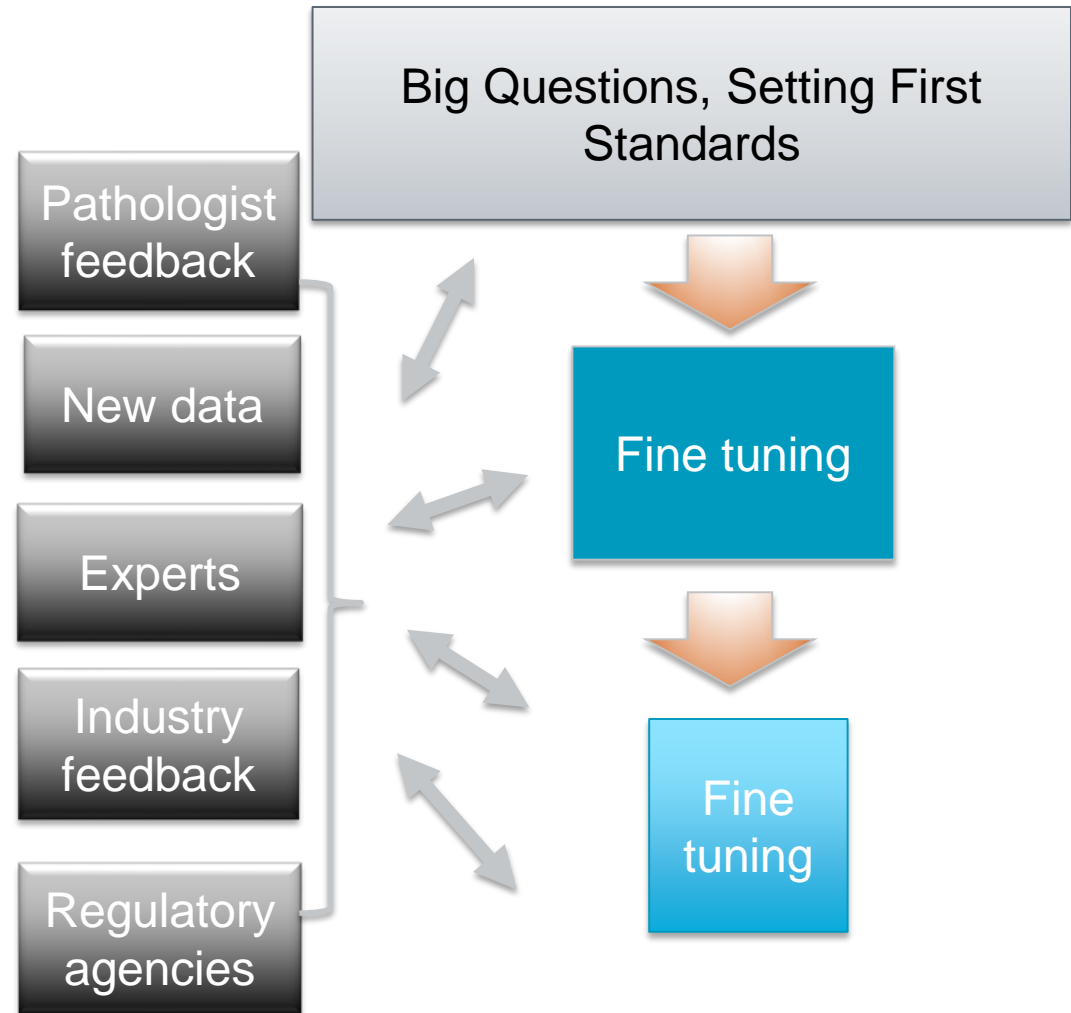 Big Questions, Setting First
Standards
Pathologist
feedback
New data
Experts
Industry
feedback
Regulatory
agencies
Fine tuning
Fine
tuning